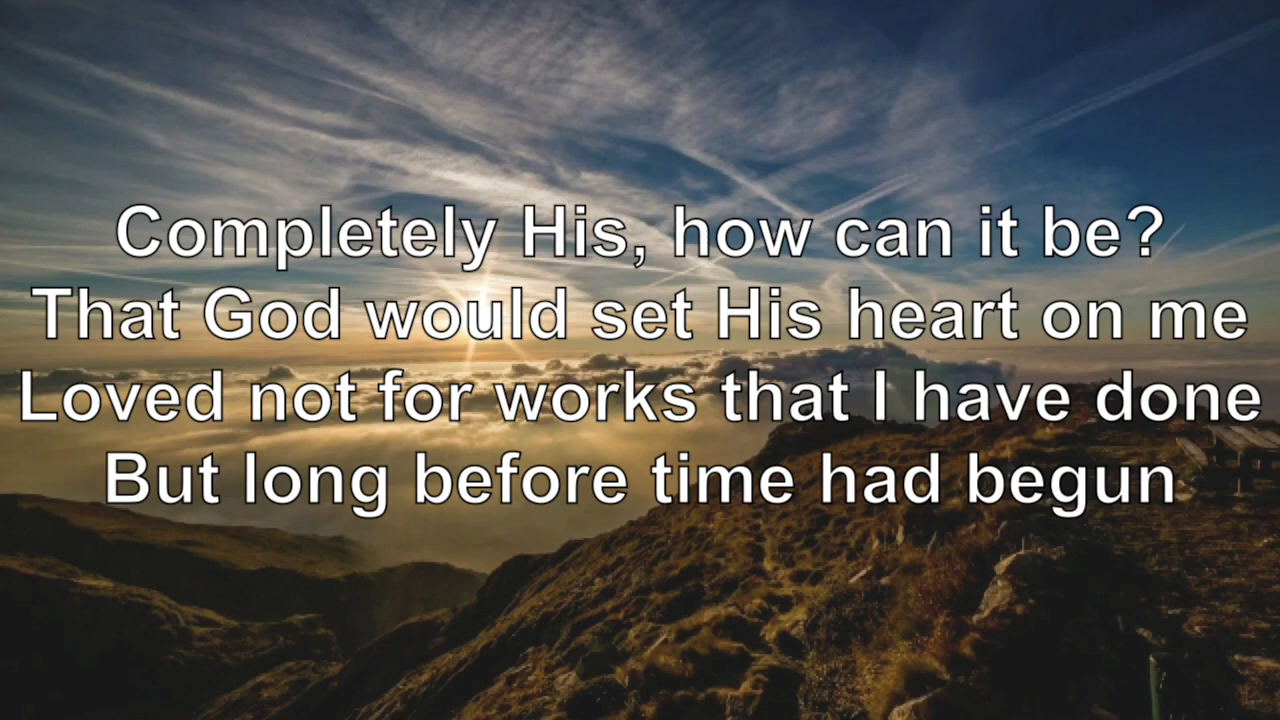 Completely His, how can it be?
That God would set His heart on me
Loved not for works that I have done
But long before time had begun